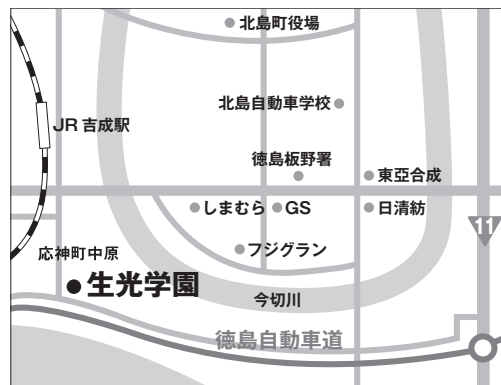 北島町役場
北島自動車学校
JR 吉成駅
徳島板野署
東亞合成
しまむら
GS
日清紡
11
応神町中原
フジグラン
生光学園
今切川
徳島自動車道